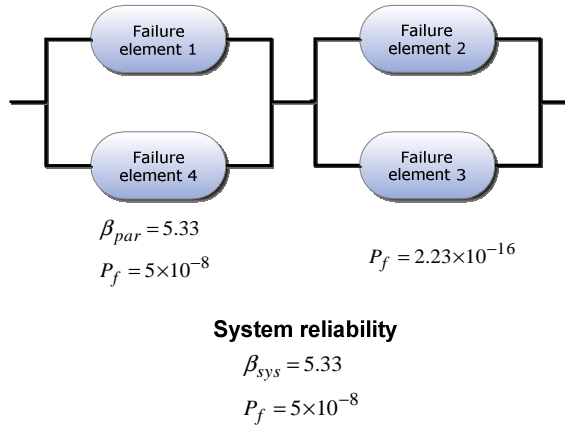 Failure
element 1
Failure
element 2
Failure
element 4
Failure
element 3
β_par = 5.33
P_f = 5×10^−8
P_f = 2.23×10^−16
System reliability
β_sys = 5.33
P_f = 5×10^−8